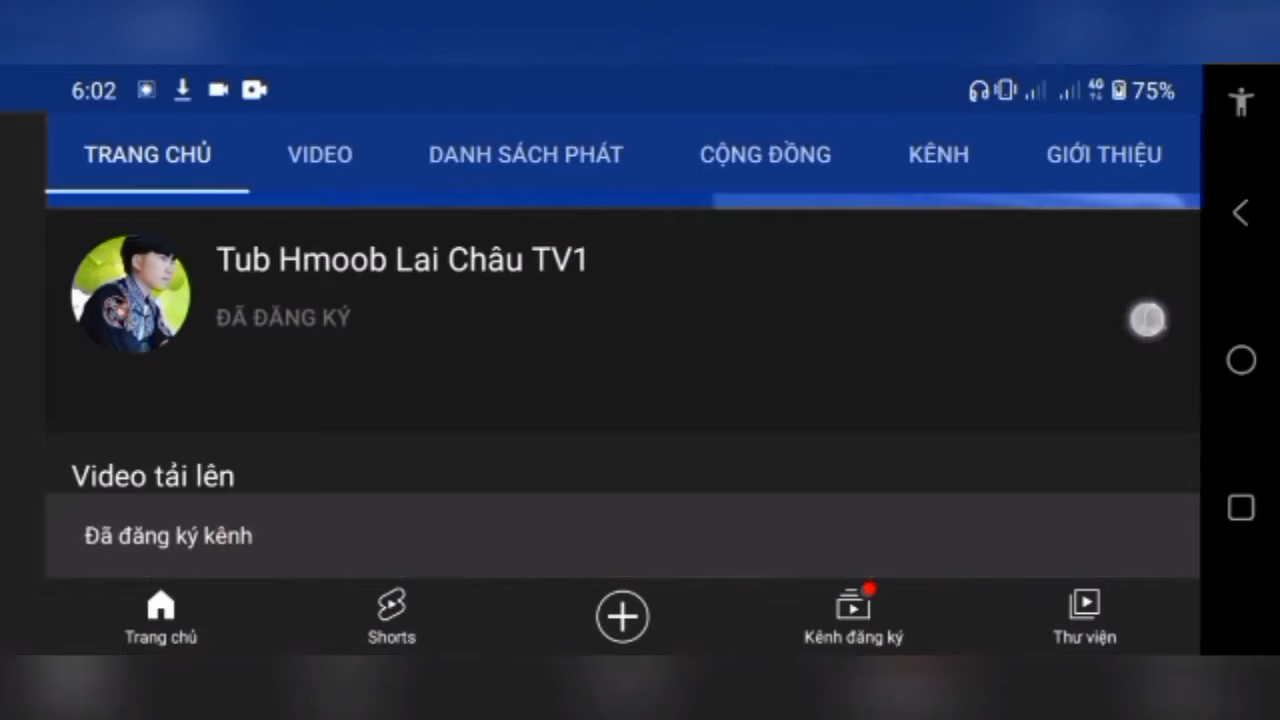 6:02 4G 75%
TRANG CHỦ VIDEO DANH SÁCH PHÁT CỘNG ĐỒNG KÊNH GIỚI THIỆU
Tub Hmoob Lai Châu TV1
ĐÃ ĐĂNG KÝ
Video tải lên
Đã đăng ký kênh
Trang chủ Shorts Kênh đăng ký Thư viện